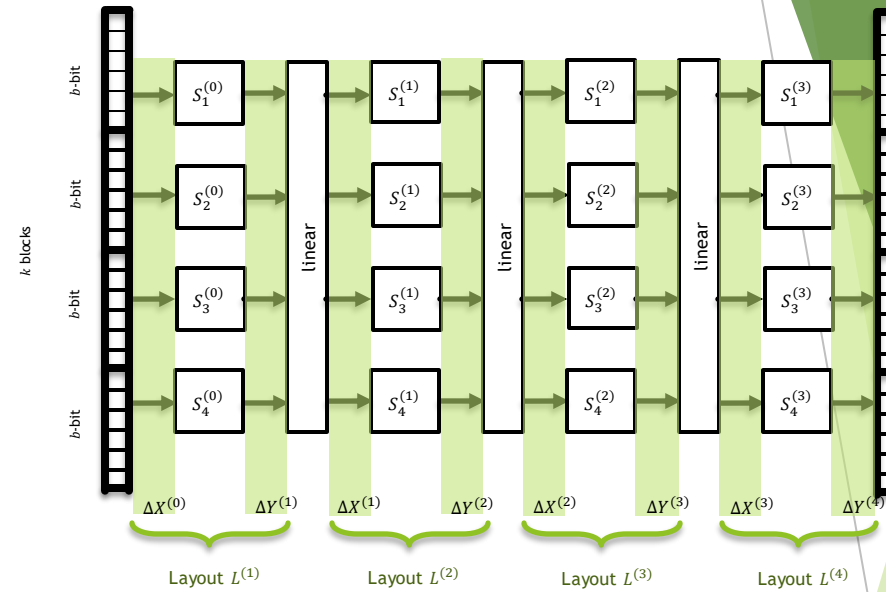 b-bit
b-bit
b-bit
b-bit
k blocks
S_1^{(0)} S_1^{(1)} S_1^{(2)} S_1^{(3)}
S_2^{(0)} S_2^{(1)} S_2^{(2)} S_2^{(3)}
linear linear linear
S_3^{(0)} S_3^{(1)} S_3^{(2)} S_3^{(3)}
S_4^{(0)} S_4^{(1)} S_4^{(2)} S_4^{(3)}
ΔX^{(0)} ΔY^{(1)} ΔX^{(1)} ΔY^{(2)} ΔX^{(2)} ΔY^{(3)} ΔX^{(3)} ΔY^{(4)}
Layout L^{(1)} Layout L^{(2)} Layout L^{(3)} Layout L^{(4)}